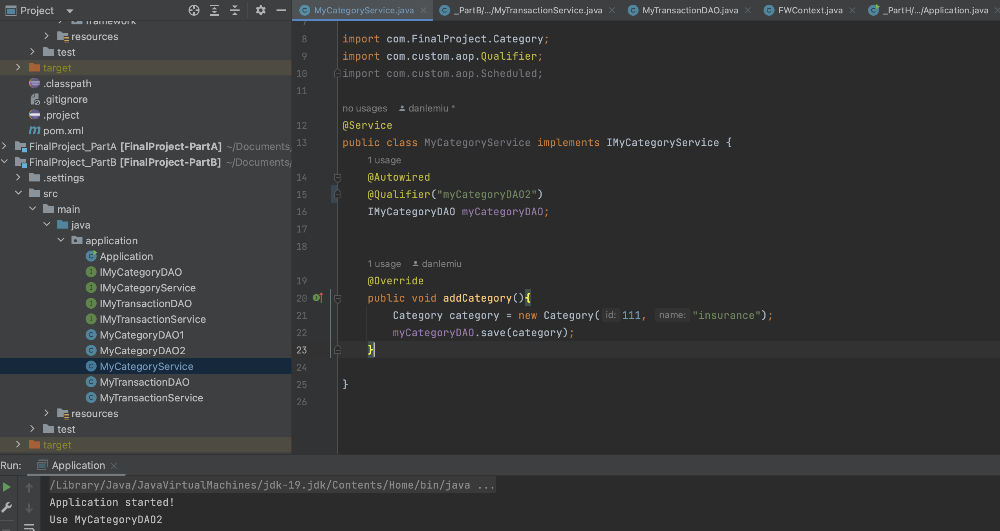 Project
MyCategoryService.java
_PartB/.../MyTransactionService.java
MyTransactionDAO.java
FWContext.java
_PartH/.../Application.java
framework
resources
test
target
.classpath
.gitignore
.project
pom.xml
FinalProject_PartA [FinalProject-PartA] ~/Documents/
FinalProject_PartB [FinalProject-PartB] ~/Documents/
.settings
src
main
java
application
Application
IMyCategoryDAO
IMyCategoryService
IMyTransactionDAO
IMyTransactionService
MyCategoryDAO1
MyCategoryDAO2
MyCategoryService
MyTransactionDAO
MyTransactionService
resources
test
target
7
8 import com.FinalProject.Category;
9 import com.custom.aop.Qualifier;
10 import com.custom.aop.Scheduled;
11
no usages danlemiu *
12 @Service
13 public class MyCategoryService implements IMyCategoryService {
1 usage
14 @Autowired
15 @Qualifier("myCategoryDAO2")
16 IMyCategoryDAO myCategoryDAO;
17
18
1 usage danlemiu
19 @Override
20 public void addCategory(){
21 Category category = new Category( id: 111, name: "insurance");
22 myCategoryDAO.save(category);
23 }
24
25 }
26
Run: Application
/Library/Java/JavaVirtualMachines/jdk-19.jdk/Contents/Home/bin/java ...
Application started!
Use MyCategoryDAO2